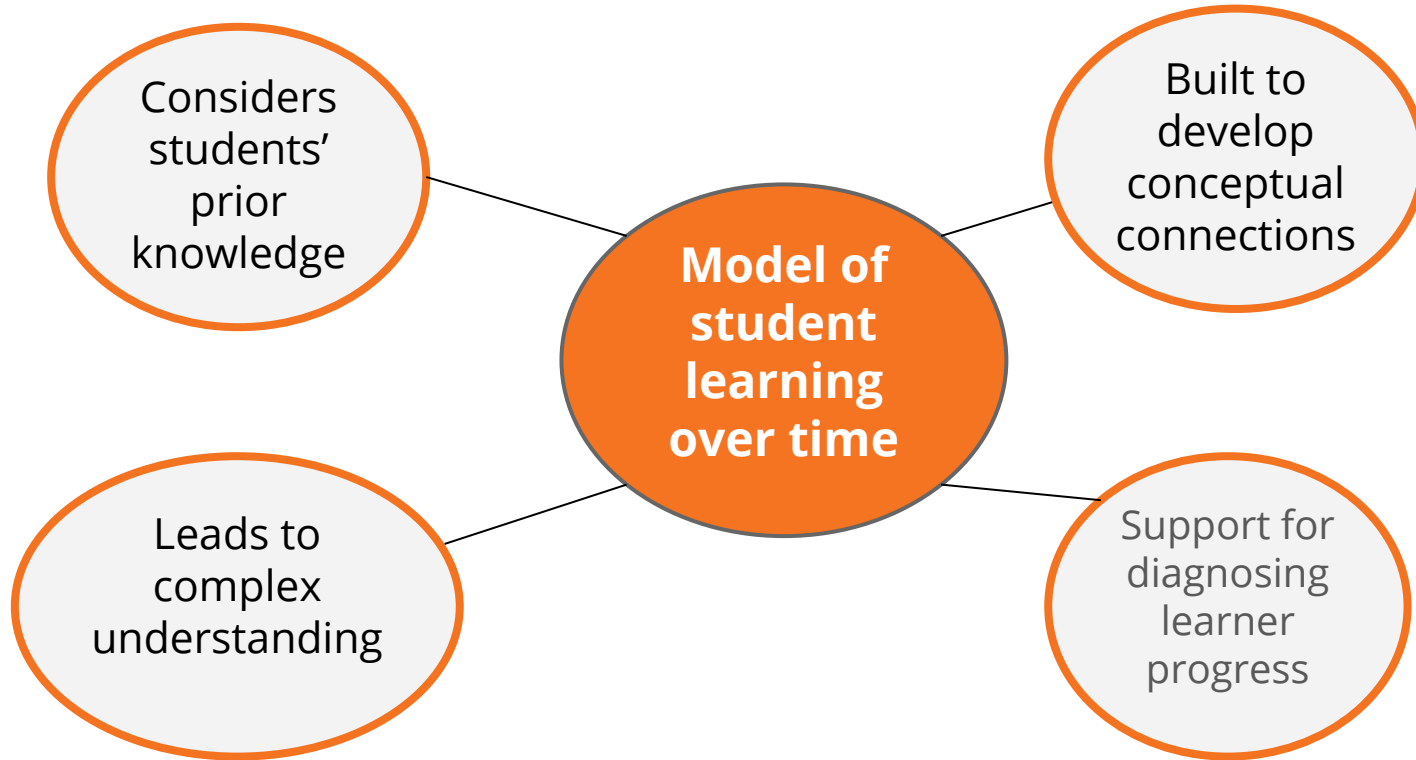 Considers
students’
prior
knowledge
Built to
develop
conceptual
connections
Model of
student
learning
over time
Leads to
complex
understanding
Support for
diagnosing
learner
progress